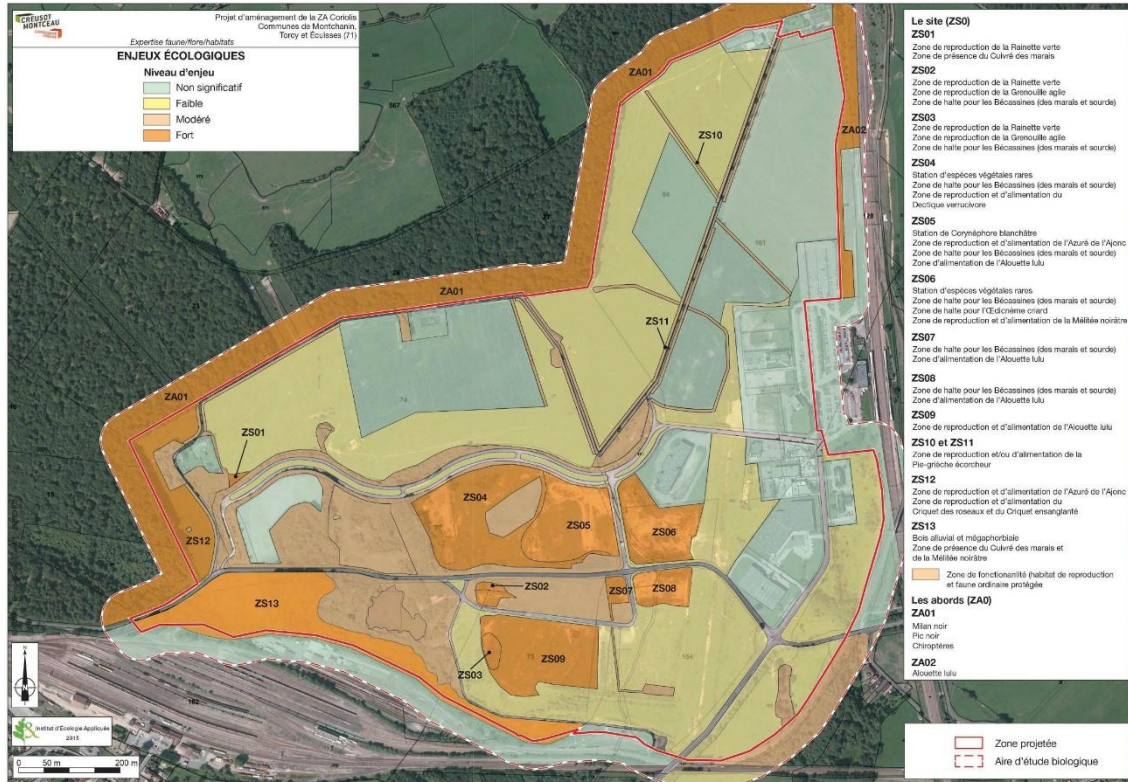 CREUSOT
MONTCEAU
Projet d'aménagement de la ZA Coriolis
Communes de Montchanin,
Torcy et Écuisses (71)
Expertise faune/flore/habitats
ENJEUX ÉCOLOGIQUES
Niveau d'enjeu
Non significatif
Faible
Modéré
Fort
ZA01
ZA02
ZS10
ZA01
ZS11
ZA01
ZS01
ZS04
ZS05
ZS06
ZS12
ZS02
ZS07
ZS08
ZS13
ZS03
ZS09
567
64
161
128
74
154
182
Institut d'Écologie Appliquée
2015
0 50 m 200 m
Le site (ZS0)
ZS01
Zone de reproduction de la Rainette verte
Zone de présence du Cuivré des marais
ZS02
Zone de reproduction de la Rainette verte
Zone de reproduction de la Grenouille agile
Zone de halte pour les Bécassines (des marais et sourde)
ZS03
Zone de reproduction de la Rainette verte
Zone de reproduction de la Grenouille agile
Zone de halte pour les Bécassines (des marais et sourde)
ZS04
Station d'espèces végétales rares
Zone de halte pour les Bécassines (des marais et sourde)
Zone de reproduction et d'alimentation du
Dectique verrucivore
ZS05
Station de Corynéphore blanchâtre
Zone de reproduction et d'alimentation de l'Azuré de l'Ajonc
Zone de halte pour les Bécassines (des marais et sourde)
Zone d'alimentation de l'Alouette lulu
ZS06
Station d'espèces végétales rares
Zone de halte pour les Bécassines (des marais et sourde)
Zone de halte pour l'Œdicnème criard
Zone de reproduction et d'alimentation de la Mélitée noirâtre
ZS07
Zone de halte pour les Bécassines (des marais et sourde)
Zone d'alimentation de l'Alouette lulu
ZS08
Zone de halte pour les Bécassines (des marais et sourde)
Zone d'alimentation de l'Alouette lulu
ZS09
Zone de reproduction et d'alimentation de l'Alouette lulu
ZS10 et ZS11
Zone de reproduction et/ou d'alimentation de la
Pie-grièche écorcheur
ZS12
Zone de reproduction et d'alimentation de l'Azuré de l'Ajonc
Zone de reproduction et d'alimentation du
Criquet des roseaux et du Criquet ensanglanté
ZS13
Bois alluvial et mégaphorbiaie
Zone de présence du Cuivré des marais et
de la Mélitée noirâtre
Zone de fonctionalité (habitat de reproduction
et faune ordinaire protégée
Les abords (ZA0)
ZA01
Milan noir
Pic noir
Chiroptères
ZA02
Alouette lulu
Zone projetée
Aire d'étude biologique